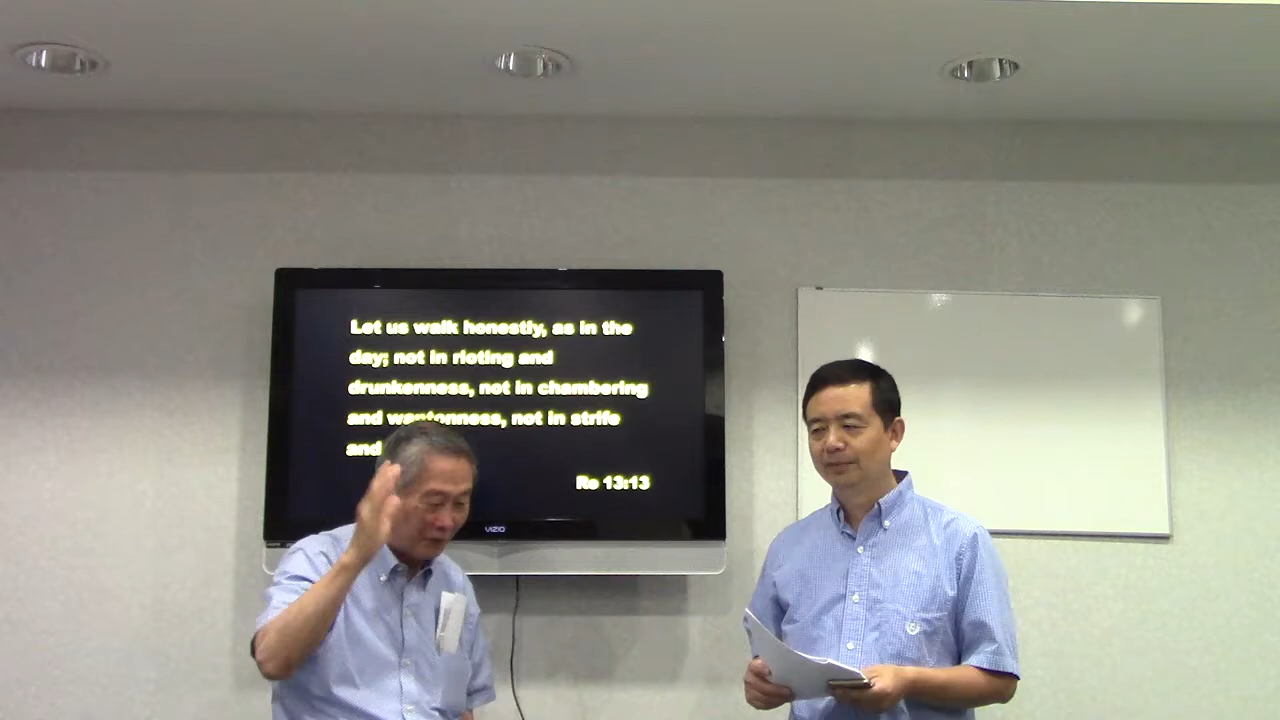 Let us walk honestly, as in the
day; not in rioting and
drunkenness, not in chambering
and wantonness, not in strife
and
Ro 13:13
VIZIO